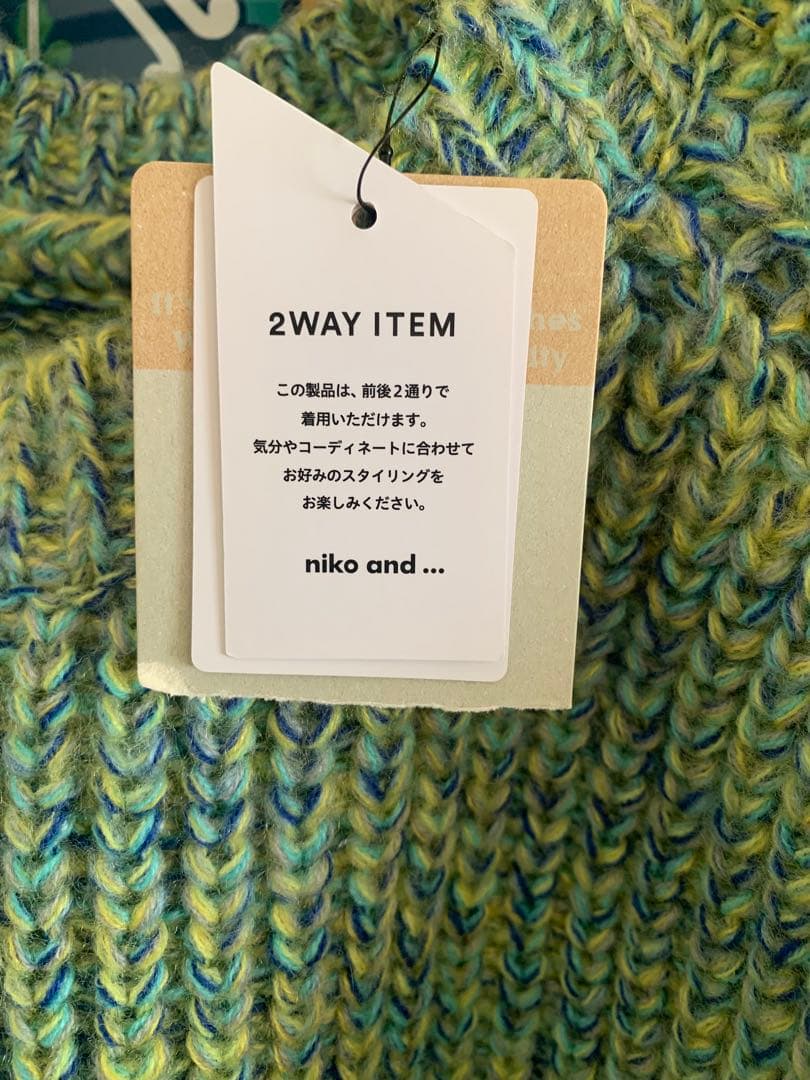 2WAY ITEM
この製品は、前後2通りで
着用いただけます。
気分やコーディネートに合わせて
お好みのスタイリングを
お楽しみください。
niko and ...